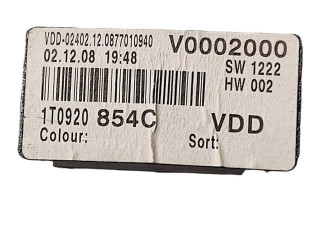 VDD-02402.12.0877010940 V0002000
02.12.08 19:48 SW 1222
HW 002
1T0920 854C VDD
Colour: Sort: